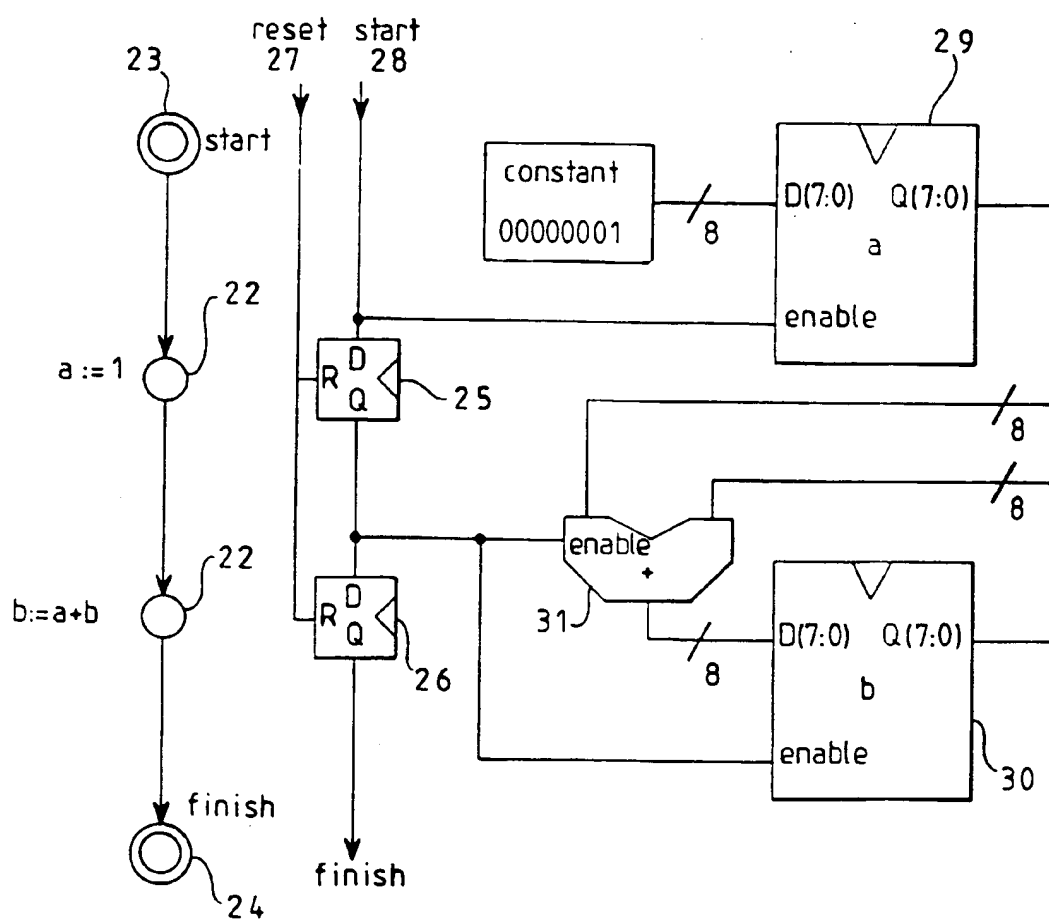 reset start
27 28
23
start
29
constant
00000001
8
D(7:0) Q(7:0)
a
enable
22
a := 1
D
R
Q
25
8
8
22
b:=a+b
enable
+
31
D
R
Q
26
8
D(7:0) Q(7:0)
b
enable
30
finish
24
finish